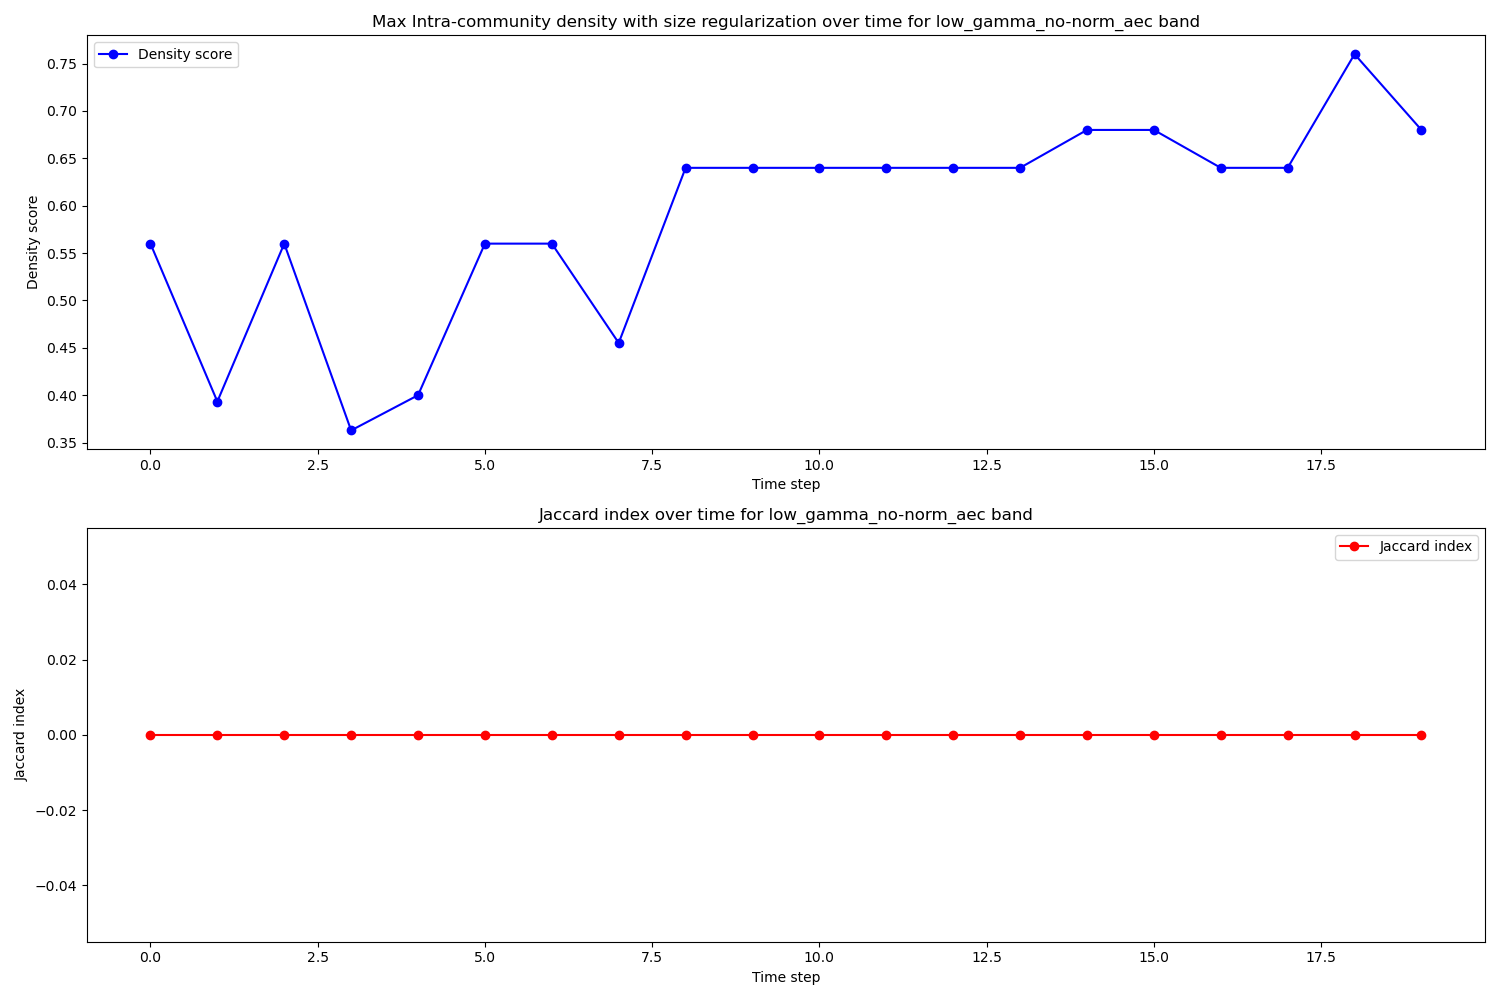 Max Intra-community density with size regularization over time for low_gamma_no-norm_aec band
Density score
0.75
0.70
0.65
0.60
0.55
0.50
0.45
0.40
0.35
Density score
0.0 2.5 5.0 7.5 10.0 12.5 15.0 17.5
Time step
Jaccard index over time for low_gamma_no-norm_aec band
Jaccard index
0.04
0.02
0.00
−0.02
−0.04
Jaccard index
0.0 2.5 5.0 7.5 10.0 12.5 15.0 17.5
Time step